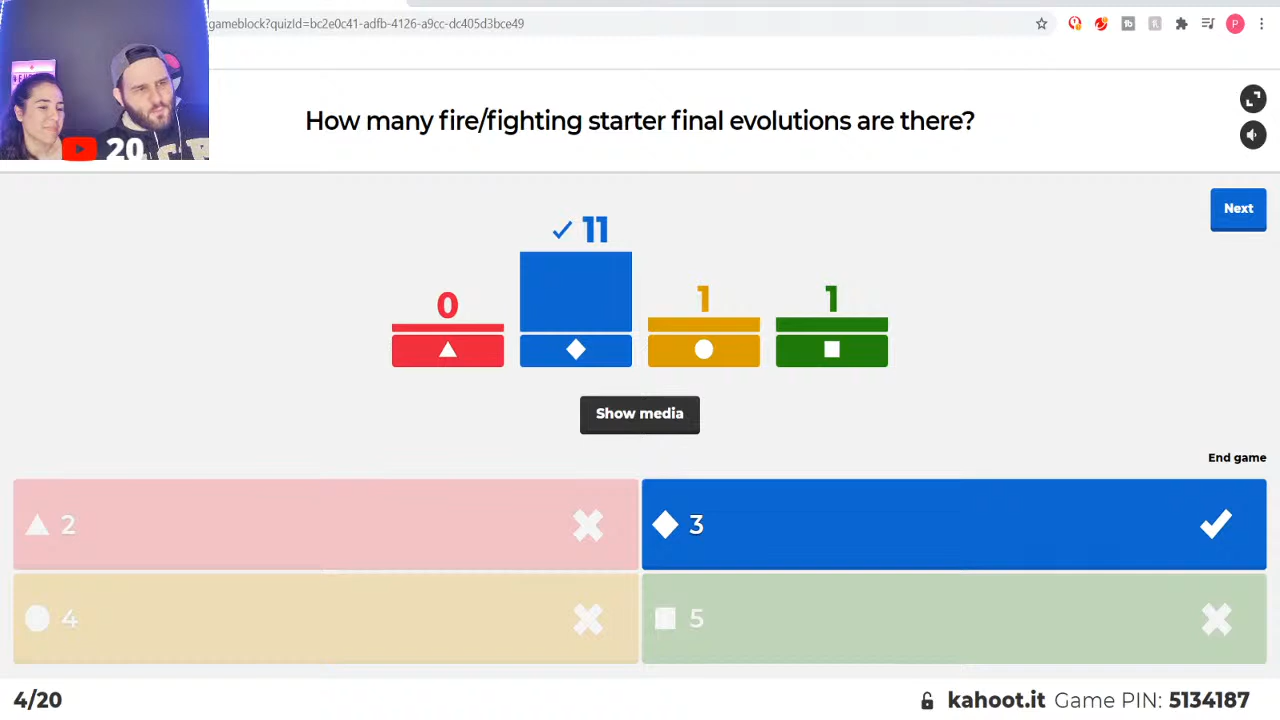 gameblock?quizId=bc2e0c41-adfb-4126-a9cc-dc405d3bce49
How many fire/fighting starter final evolutions are there?
20
Next
0
11
1
1
Show media
End game
2
3
4
5
4/20
kahoot.it Game PIN: 5134187